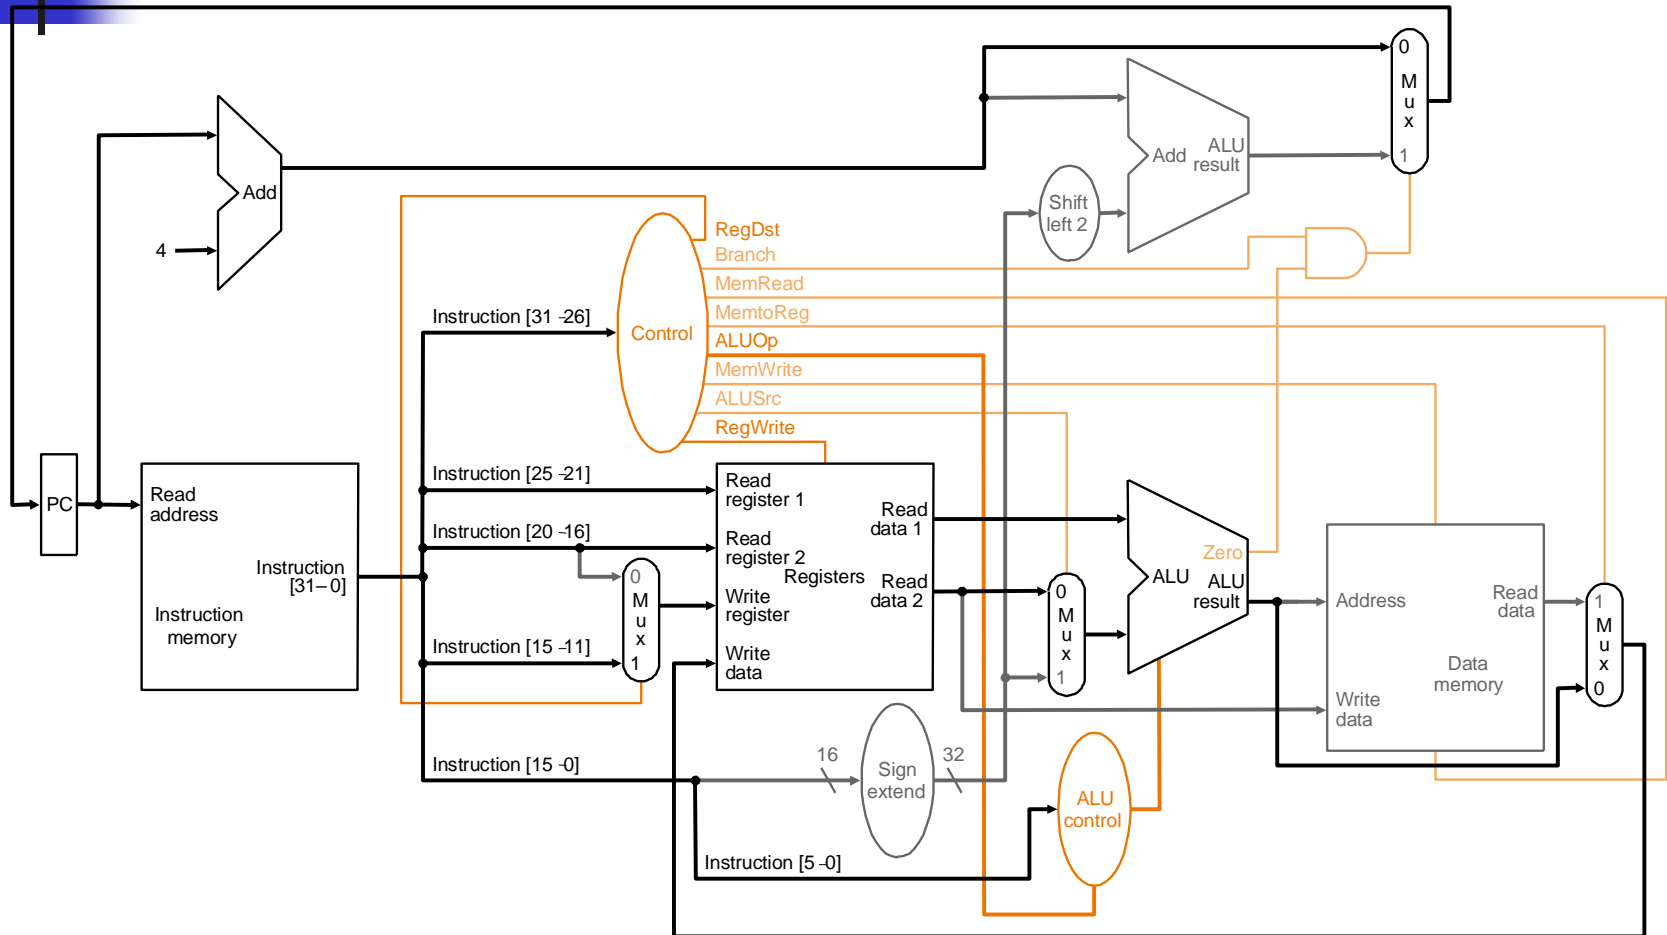 0
M
u
x
1
Add
ALU
result
Add
4
Shift
left 2
RegDst
Branch
MemRead
MemtoReg
ALUOp
MemWrite
ALUSrc
RegWrite
Control
Instruction [31–26]
Instruction [25–21]
Instruction [20–16]
Instruction [15–11]
Instruction [15–0]
Instruction [5–0]
PC
Read
address
Instruction
[31–0]
Instruction
memory
0
M
u
x
1
Read
register 1
Read
register 2
Write
register
Write
data
Registers
Read
data 1
Read
data 2
0
M
u
x
1
Zero
ALU
ALU
result
Address
Write
data
Read
data
Data
memory
1
M
u
x
0
16
Sign
extend
32
ALU
control